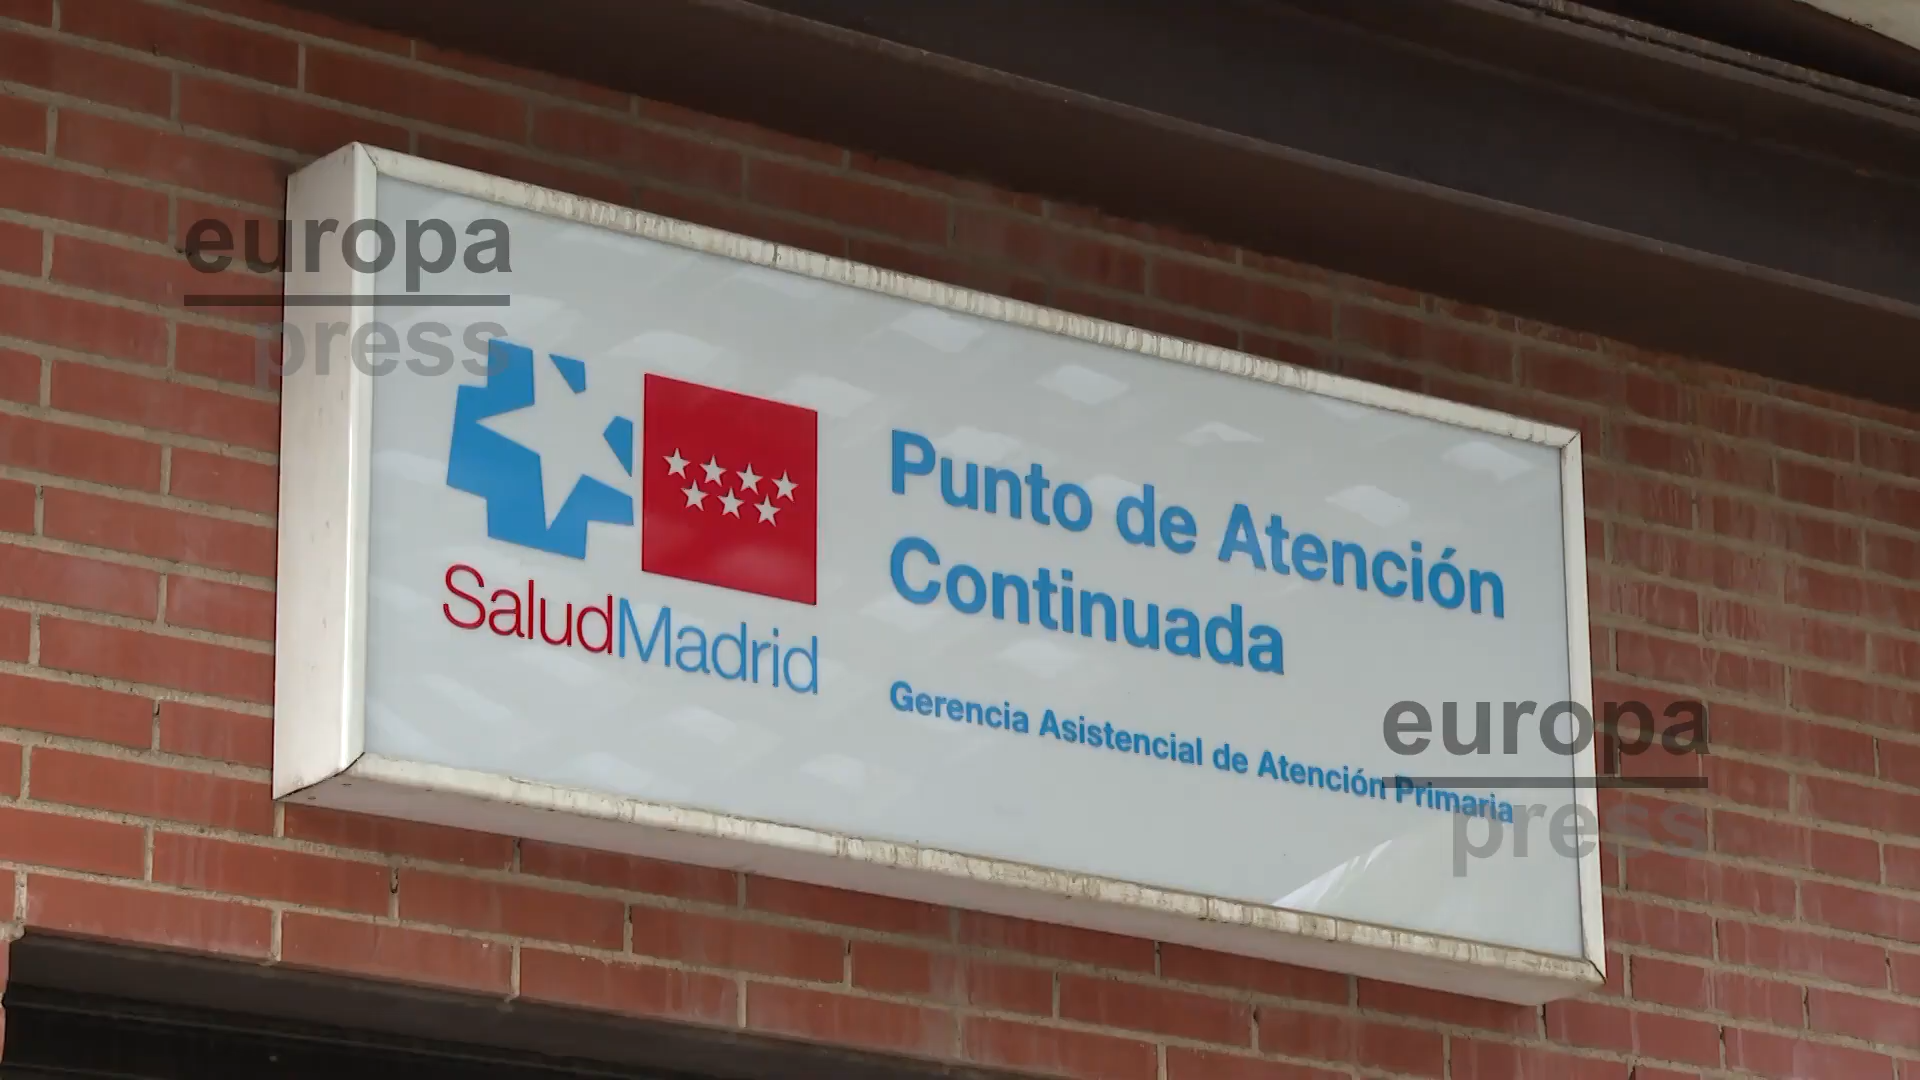 europa
press
SaludMadrid
Punto de Atención
Continuada
Gerencia Asistencial de Atención Primaria
europa
press